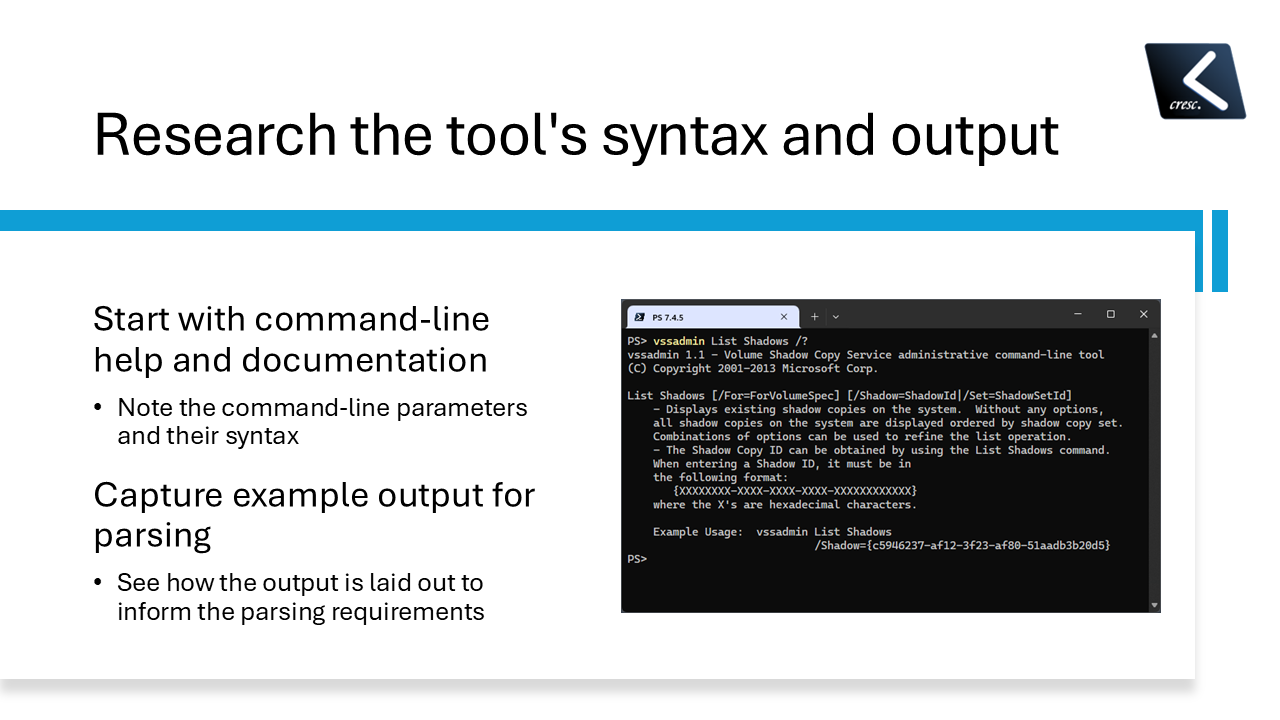 cresc.
Research the tool's syntax and output
Start with command-line
help and documentation
• Note the command-line parameters
and their syntax
Capture example output for
parsing
• See how the output is laid out to
inform the parsing requirements
PS 7.4.5
PS> vssadmin List Shadows /?
vssadmin 1.1 - Volume Shadow Copy Service administrative command-line tool
(C) Copyright 2001-2013 Microsoft Corp.
List Shadows [/For=ForVolumeSpec] [/Shadow=ShadowId|/Set=ShadowSetId]
- Displays existing shadow copies on the system.  Without any options,
all shadow copies on the system are displayed ordered by shadow copy set.
Combinations of options can be used to refine the list operation.
- The Shadow Copy ID can be obtained by using the List Shadows command.
When entering a Shadow ID, it must be in
the following format:
{XXXXXXXX-XXXX-XXXX-XXXX-XXXXXXXXXXXX}
where the X's are hexadecimal characters.
Example Usage:  vssadmin List Shadows
/Shadow={c5946237-af12-3f23-af80-51aadb3b20d5}
PS>